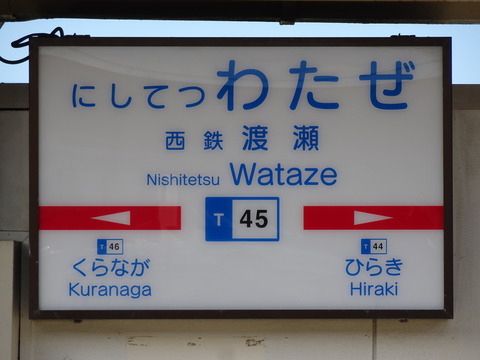 にしてつわたぜ
西鉄渡瀬
Nishitetsu Wataze
T 45
T 46
くらなが
Kuranaga
T 44
ひらき
Hiraki